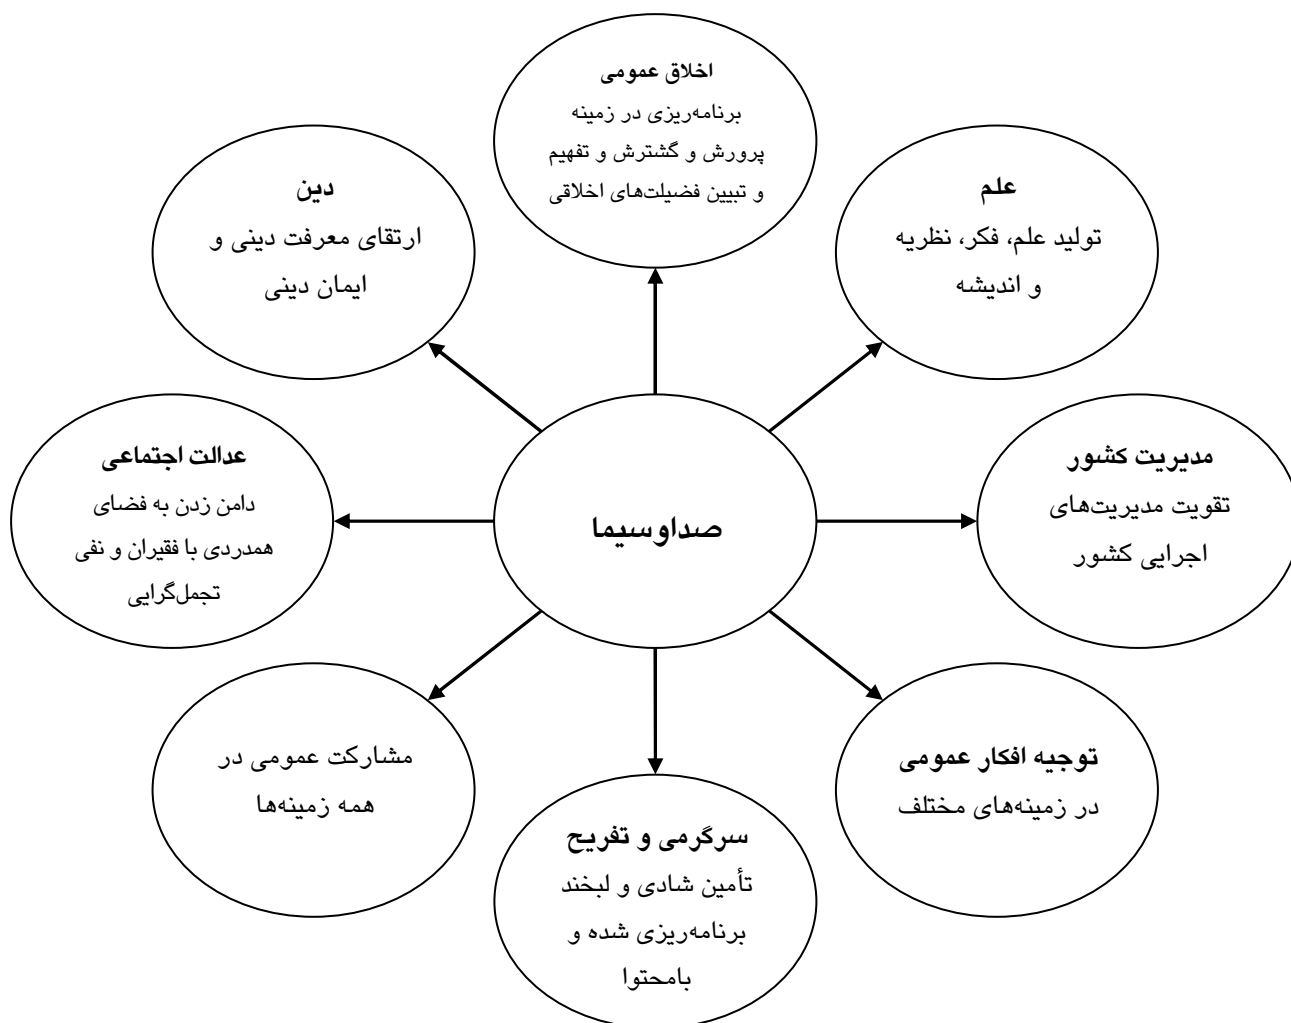 اخلاق عمومی
برنامه‌ریزی در زمینه
پرورش و گشترش و تفهیم
و تبیین فضیلت‌های اخلاقی
علم
تولید علم، فکر، نظریه
و اندیشه
دین
ارتقای معرفت دینی و
ایمان دینی
مدیریت کشور
تقویت مدیریت‌های
اجرایی کشور
صداوسیما
عدالت اجتماعی
دامن زدن به فضای
همدردی با فقیران و نفی
تجمل‌گرایی
توجیه افکار عمومی
در زمینه‌های مختلف
مشارکت عمومی در
همه زمینه‌ها
سرگرمی و تفریح
تأمین شادی و لبخند
برنامه‌ریزی شده و
بامحتوا